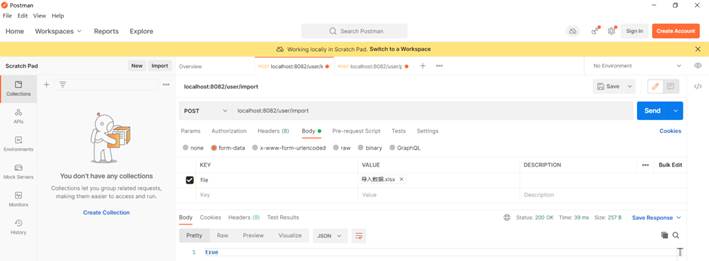 Postman
File Edit View Help
Home Workspaces Reports Explore Search Postman Sign In Create Account
Working locally in Scratch Pad. Switch to a Workspace
Scratch Pad New Import Overview POST localhost:8082/user/ POST localhost:8082/user/ No Environment
localhost:8082/user/import Save
Collections
APIs
Environments
Mock Servers
Monitors
History
You don't have any collections
Collections let you group related requests,
making them easier to access and run.
Create Collection
POST localhost:8082/user/import Send
Params Authorization Headers (8) Body Pre-request Script Tests Settings Cookies
none form-data x-www-form-urlencoded raw binary GraphQL
KEY VALUE DESCRIPTION Bulk Edit
file 导入数据.xlsx
Key Value Description
Body Cookies Headers (8) Test Results Status: 200 OK Time: 39 ms Size: 257 B Save Response
Pretty Raw Preview Visualize JSON
1 true